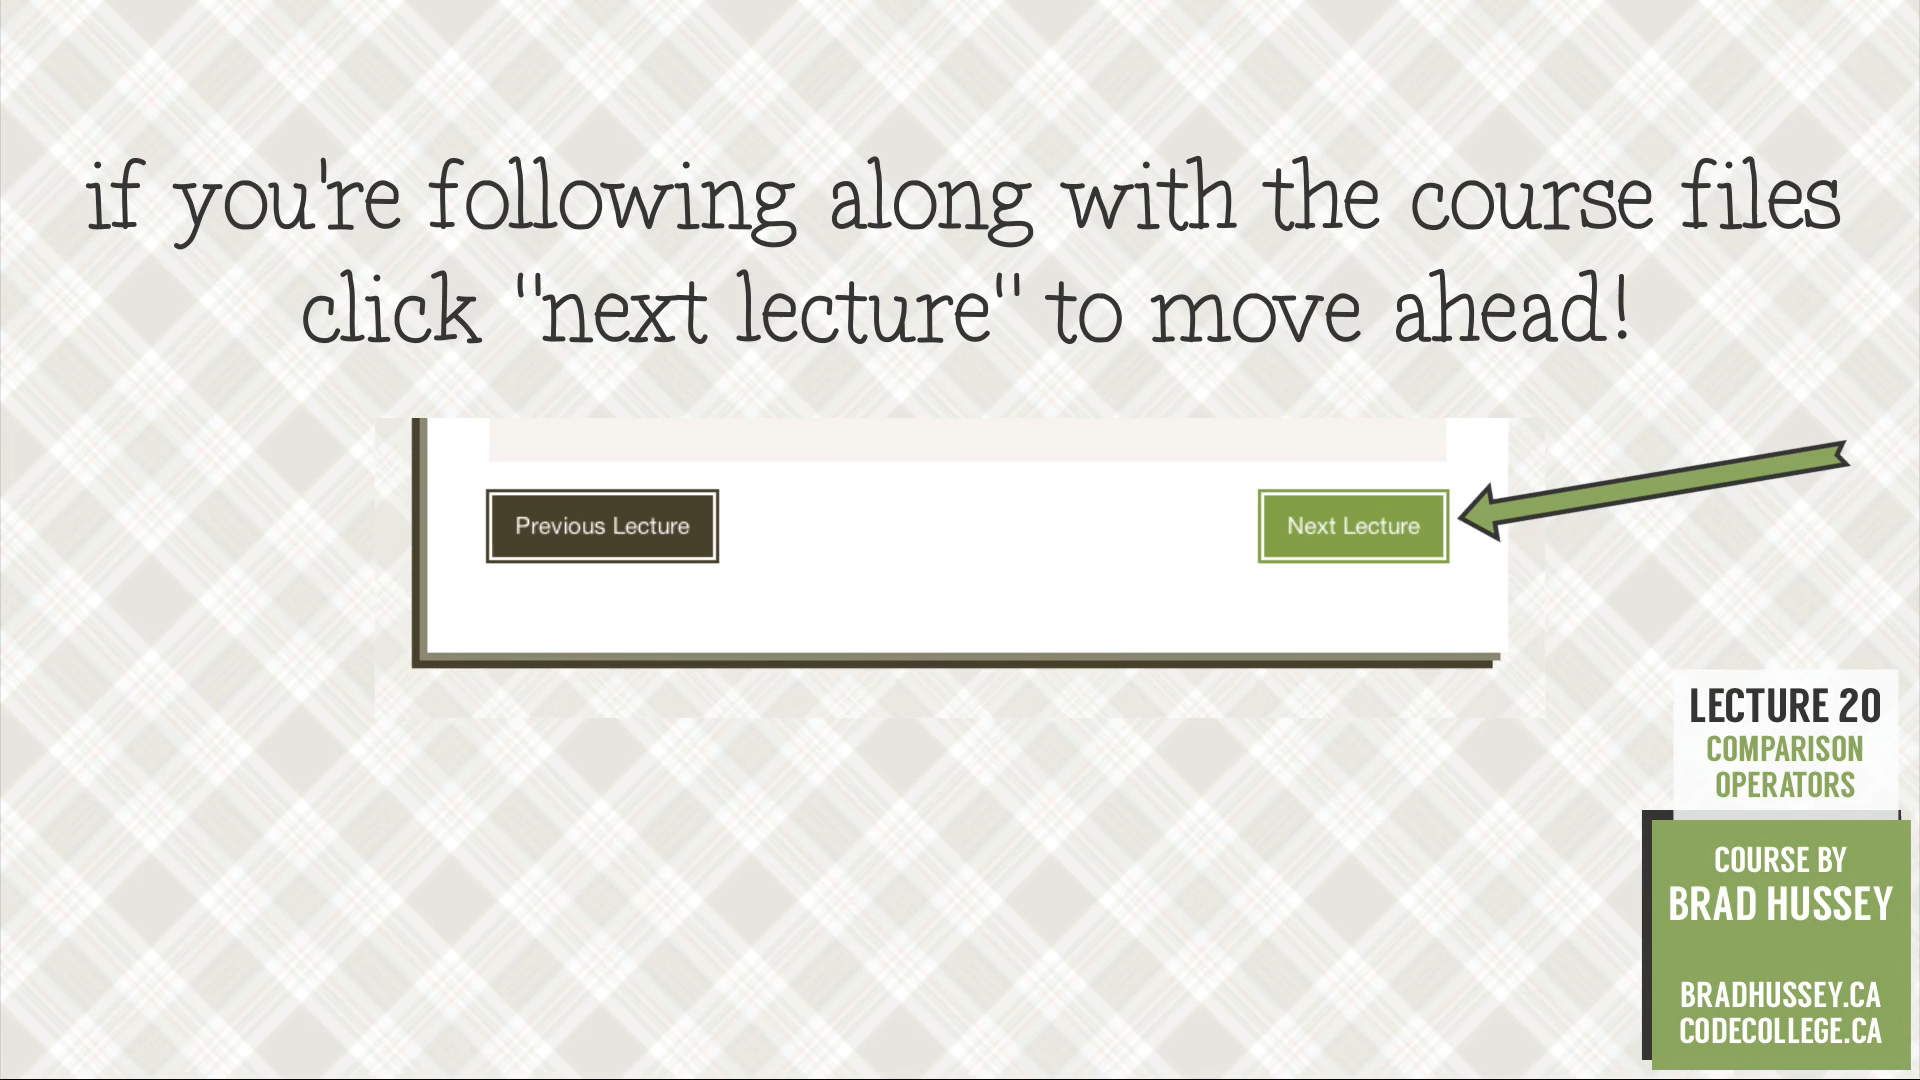 if you're following along with the course files
click "next lecture" to move ahead!
Previous Lecture
Next Lecture
LECTURE 20
COMPARISON
OPERATORS
COURSE BY
BRAD HUSSEY
BRADHUSSEY.CA
CODECOLLEGE.CA